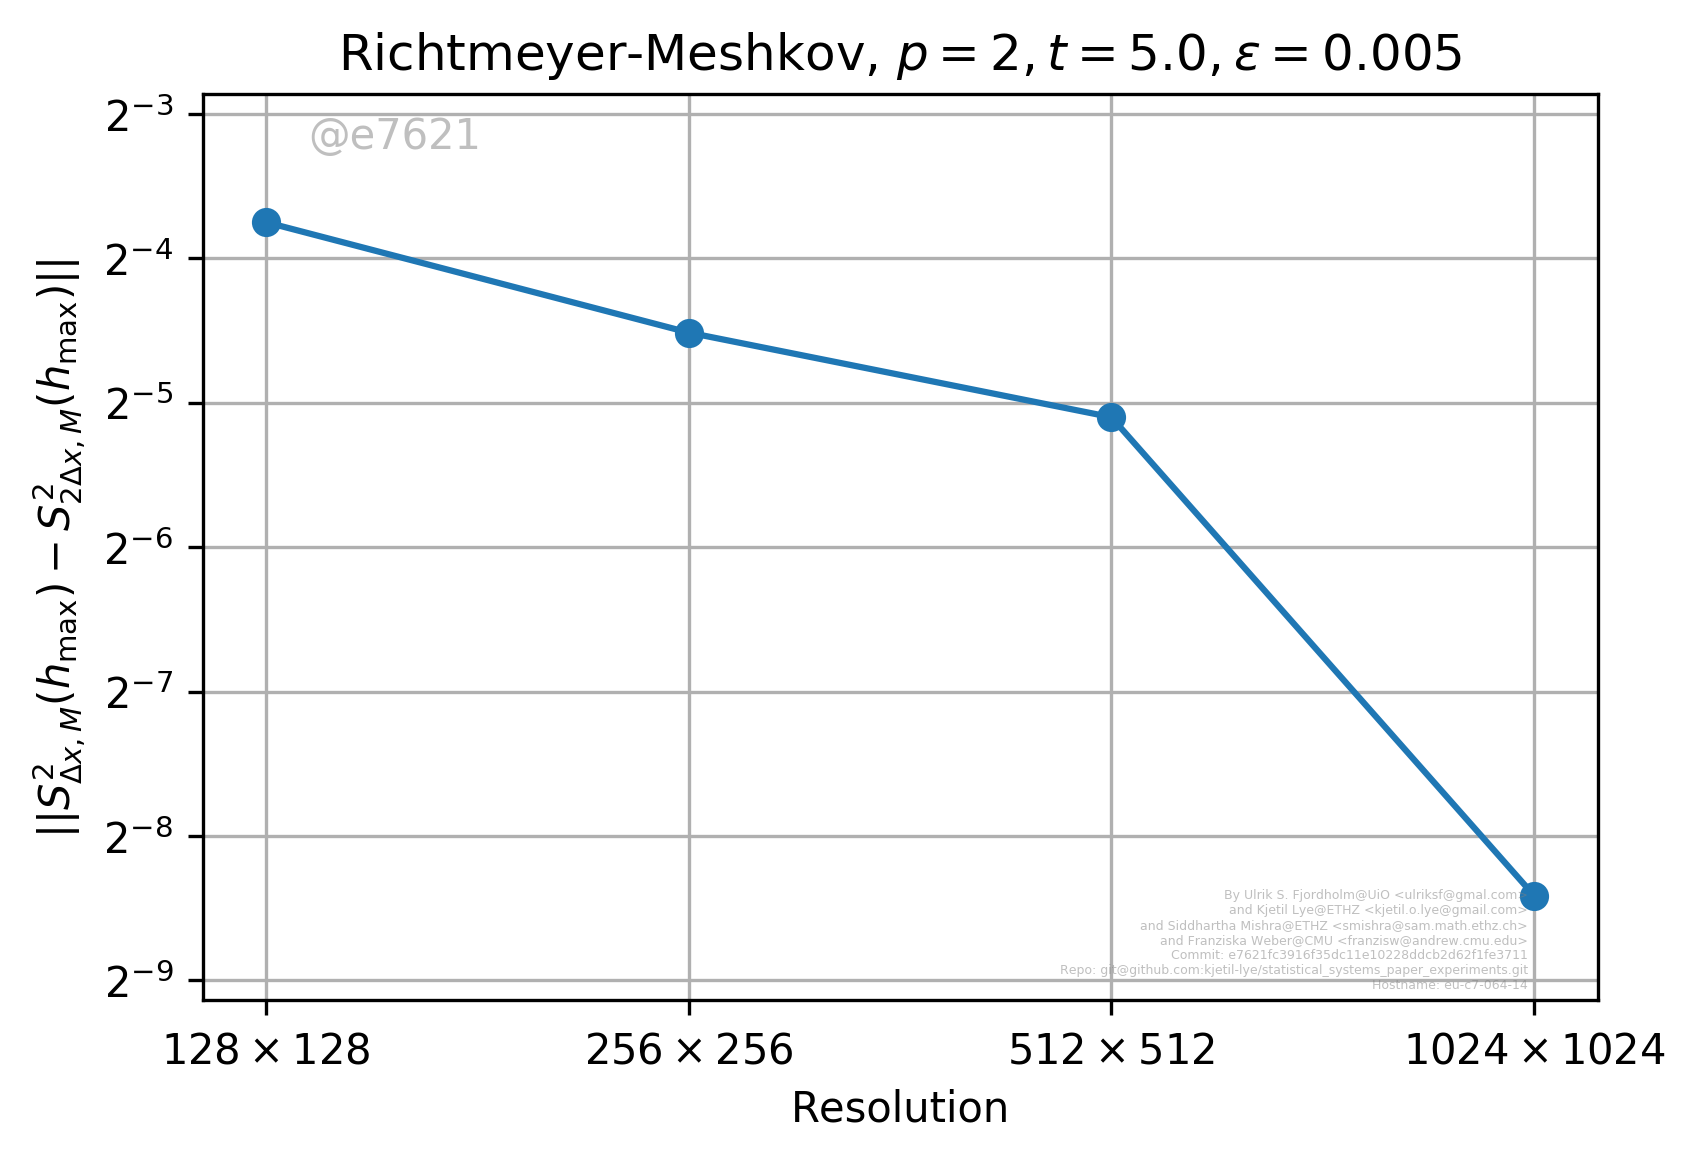 Richtmeyer-Meshkov, p = 2, t = 5.0, ε = 0.005
@e7621
2⁻³
2⁻⁴
2⁻⁵
2⁻⁶
2⁻⁷
2⁻⁸
2⁻⁹
||S²_{Δx, M}(h_max) − S²_{2Δx, M}(h_max)||
By Ulrik S. Fjordholm@UiO <ulriksf@gmal.com>
and Kjetil Lye@ETHZ <kjetil.o.lye@gmail.com>
and Siddhartha Mishra@ETHZ <smishra@sam.math.ethz.ch>
and Franziska Weber@CMU <franzisw@andrew.cmu.edu>
Commit: e7621fc3916f35dc11e10228ddcb2d62f1fe3711
Repo: git@github.com:kjetil-lye/statistical_systems_paper_experiments.git
Hostname: eu-c7-064-14
128 × 128
256 × 256
512 × 512
1024 × 1024
Resolution